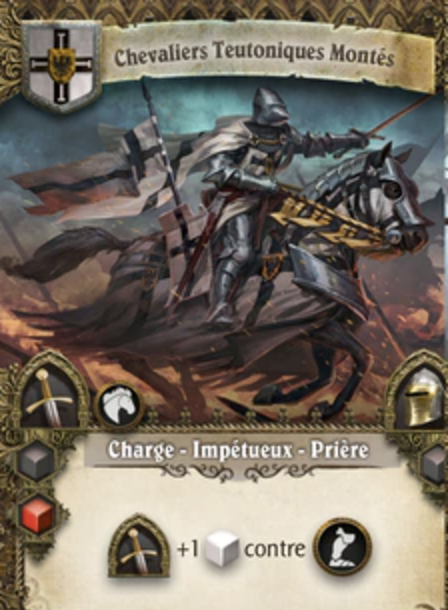 Chevaliers Teutoniques Montés
Charge - Impétueux - Prière
+1 contre